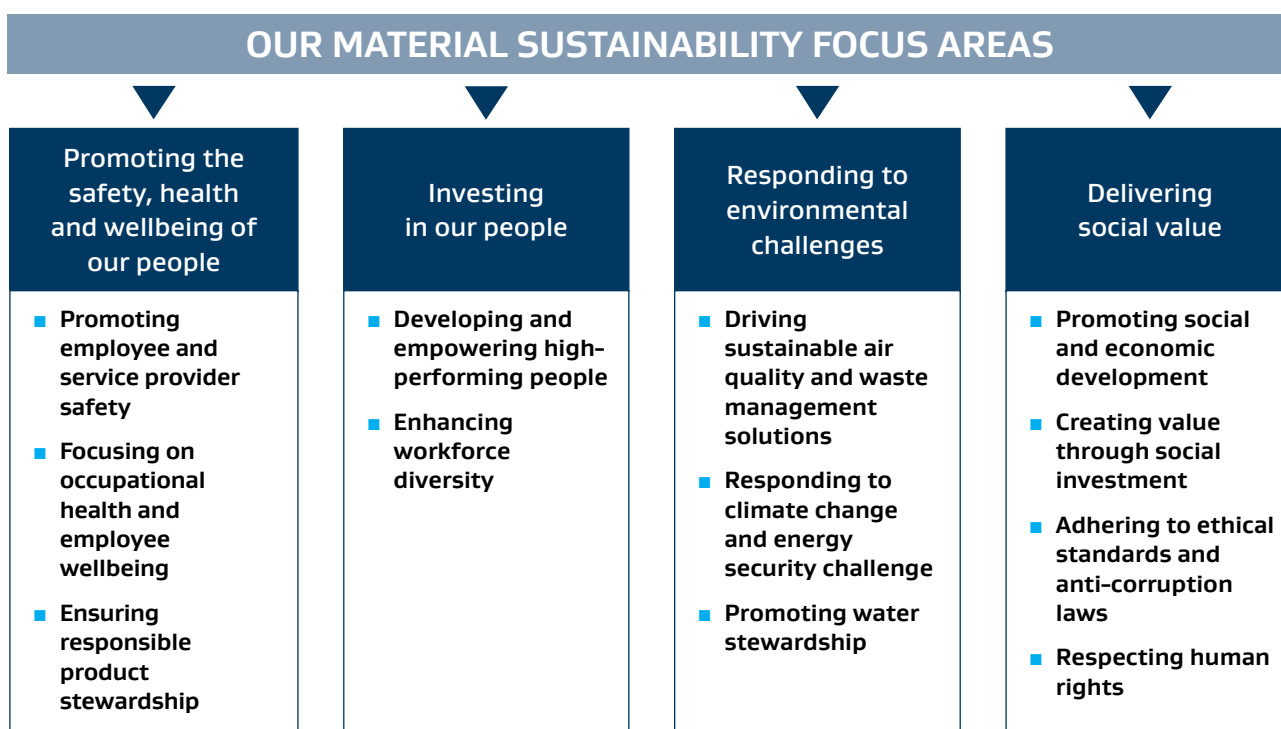 OUR MATERIAL SUSTAINABILITY FOCUS AREAS
Promoting the
safety, health
and wellbeing of
our people
Promoting
employee and
service provider
safety
Focusing on
occupational
health and
employee
wellbeing
Ensuring
responsible
product
stewardship
Investing
in our people
Developing and
empowering high-
performing people
Enhancing
workforce
diversity
Responding to
environmental
challenges
Driving
sustainable air
quality and waste
management
solutions
Responding to
climate change
and energy
security challenge
Promoting water
stewardship
Delivering
social value
Promoting social
and economic
development
Creating value
through social
investment
Adhering to ethical
standards and
anti-corruption
laws
Respecting human
rights